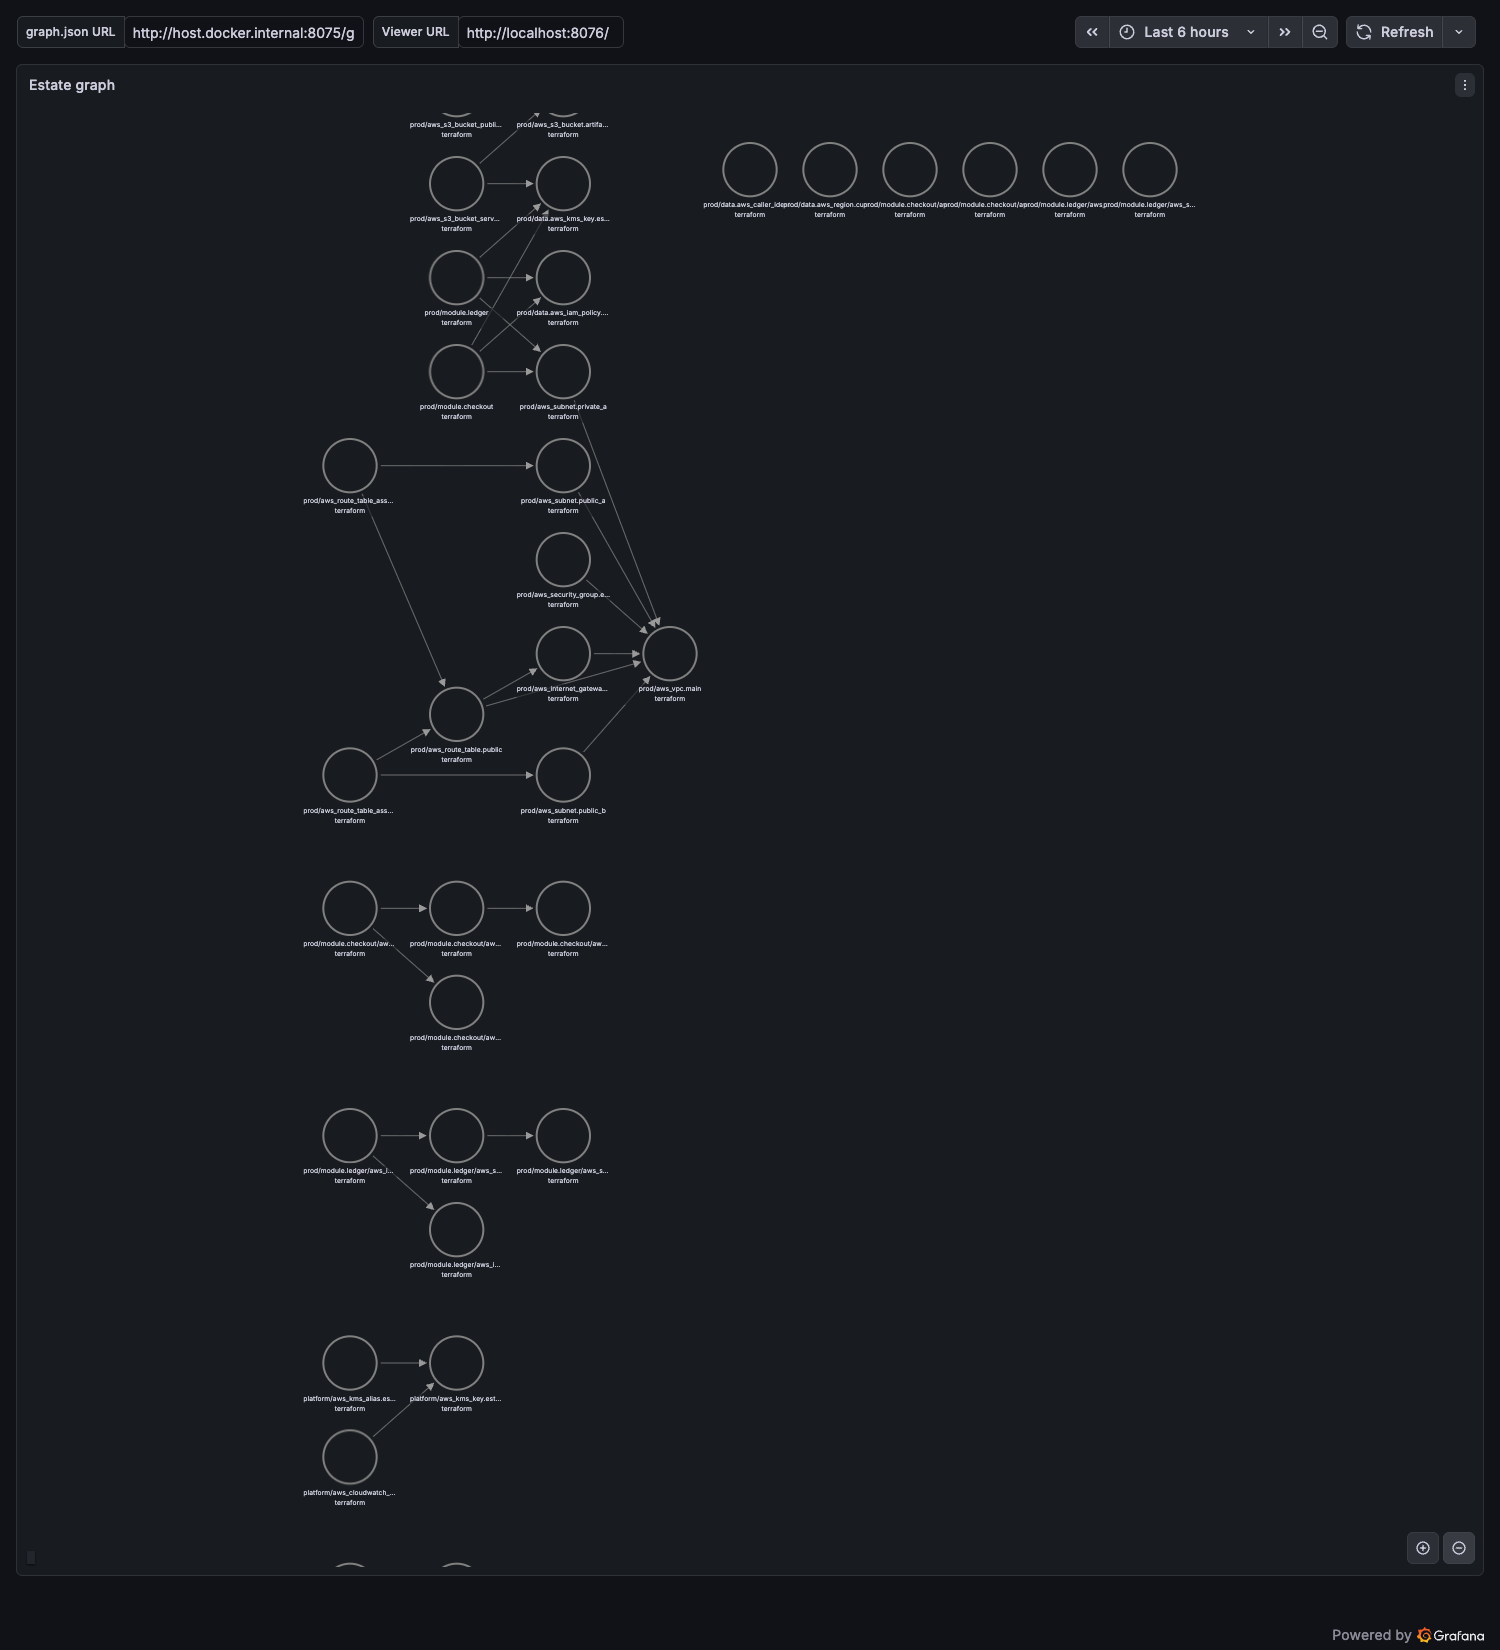 graph.json URL http://host.docker.internal:8075/g Viewer URL http://localhost:8076/ Last 6 hours Refresh
Estate graph
prod/aws_s3_bucket_publi... prod/aws_s3_bucket.artifa...
terraform terraform
prod/data.aws_caller_ide prod/data.aws_region.cu prod/module.checkout/a prod/module.checkout/a prod/module.ledger/aws prod/module.ledger/aws_s...
terraform terraform terraform terraform terraform terraform
prod/aws_s3_bucket_serv... prod/data.aws_kms_key.es...
terraform terraform
prod/module.ledger prod/data.aws_iam_policy....
terraform terraform
prod/module.checkout prod/aws_subnet.private_a
terraform terraform
prod/aws_route_table_ass... prod/aws_subnet.public_a
terraform terraform
prod/aws_security_group.e...
terraform
prod/aws_internet_gatewa... prod/aws_vpc.main
terraform terraform
prod/aws_route_table.public
terraform
prod/aws_route_table_ass... prod/aws_subnet.public_b
terraform terraform
prod/module.checkout/aw... prod/module.checkout/aw... prod/module.checkout/aw...
terraform terraform terraform
prod/module.checkout/aw...
terraform
prod/module.ledger/aws_i... prod/module.ledger/aws_s... prod/module.ledger/aws_s...
terraform terraform terraform
prod/module.ledger/aws_i...
terraform
platform/aws_kms_alias.es... platform/aws_kms_key.est...
terraform terraform
platform/aws_cloudwatch_...
terraform
Powered by Grafana